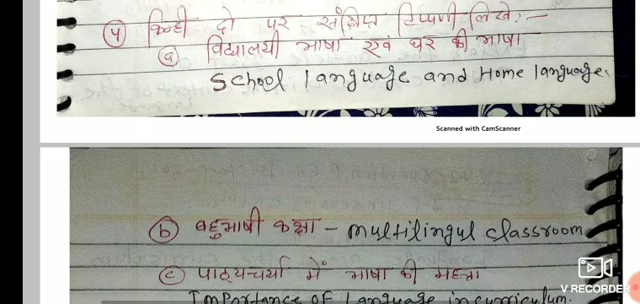 (4) किन्हीं दो पर संक्षिप्त टिप्पणी लिखें:—
(a) विद्यालयी भाषा एवं घर की भाषा
School language and Home language.
Scanned with CamScanner
(b) बहुभाषी कक्षा - multilingul classroom
(c) पाठ्यचर्या में भाषा की महत्ता
Importance of language in curriculum
V RECORDER